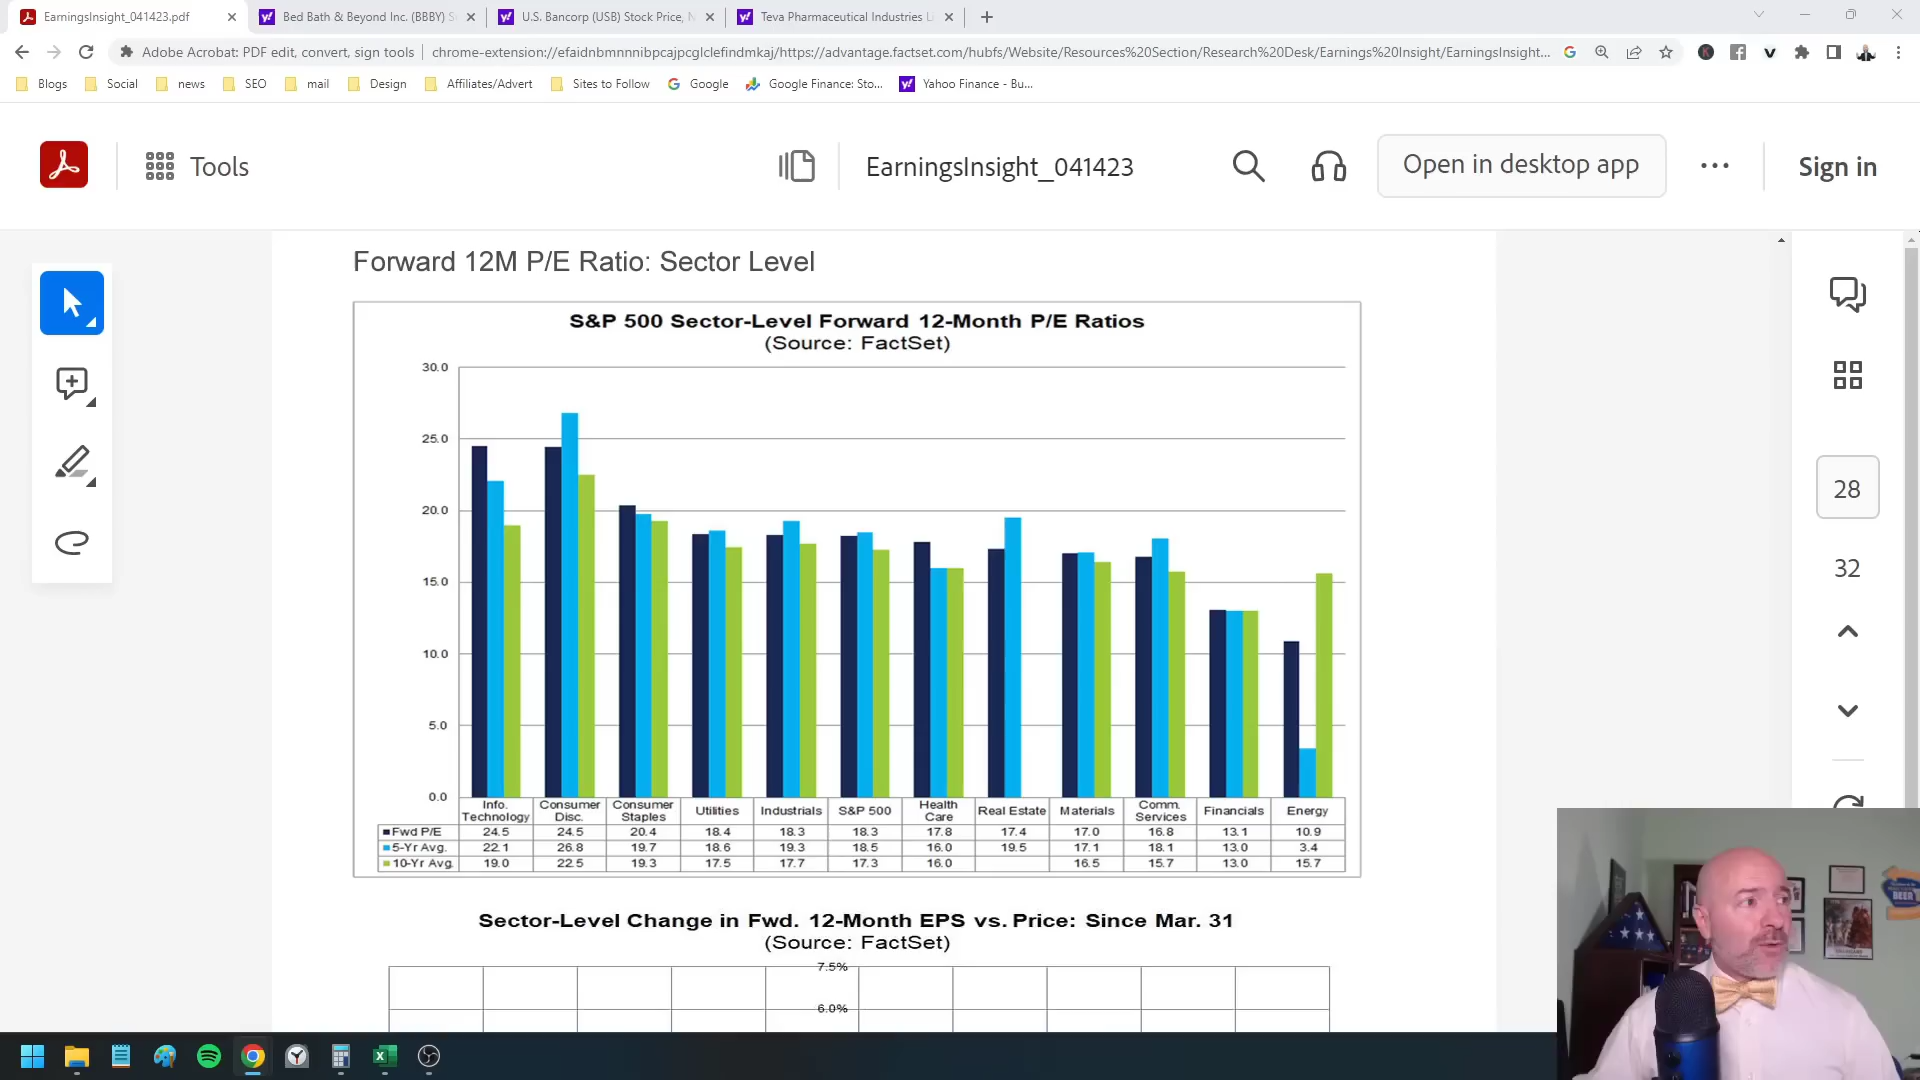 EarningsInsight_041423.pdf
Bed Bath & Beyond Inc. (BBBY) S
U.S. Bancorp (USB) Stock Price, N
Teva Pharmaceutical Industries L
Adobe Acrobat: PDF edit, convert, sign tools
chrome-extension://efaidnbmnnnibpcajpcglclefindmkaj/https://advantage.factset.com/hubfs/Website/Resources%20Section/Research%20Desk/Earnings%20Insight/EarningsInsight...
Blogs
Social
news
SEO
mail
Design
Affiliates/Advert
Sites to Follow
Google
Google Finance: Sto...
Yahoo Finance - Bu...
Tools
EarningsInsight_041423
Open in desktop app
Sign in
28
32
Forward 12M P/E Ratio: Sector Level
S&P 500 Sector-Level Forward 12-Month P/E Ratios
(Source: FactSet)
30.0
25.0
20.0
15.0
10.0
5.0
0.0
Info. Technology Consumer Disc. Consumer Staples Utilities Industrials S&P 500 Health Care Real Estate Materials Comm. Services Financials Energy
Fwd P/E 24.5 24.5 20.4 18.4 18.3 18.3 17.8 17.4 17.0 16.8 13.1 10.9
5-Yr Avg. 22.1 26.8 19.7 18.6 19.3 18.5 16.0 19.5 17.1 18.1 13.0 3.4
10-Yr Avg. 19.0 22.5 19.3 17.5 17.7 17.3 16.0 16.5 15.7 13.0 15.7
Sector-Level Change in Fwd. 12-Month EPS vs. Price: Since Mar. 31
(Source: FactSet)
7.5%
6.0%
BEER